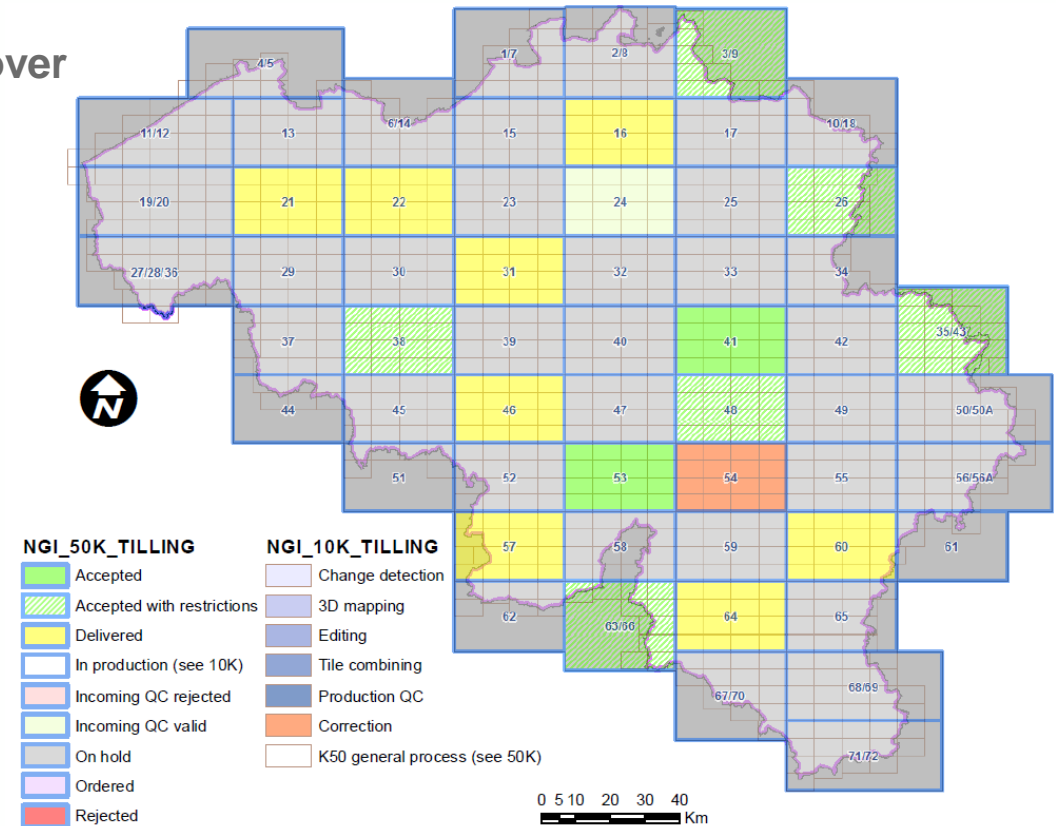 over
1/7 2/8 3/9
4/5
11/12 13 6/14 15 16 17 10/18
19/20 21 22 23 24 25 26
27/28/36 29 30 31 32 33 34
37 38 39 40 41 42 35/43
N
44 45 46 47 48 49 50/50A
51 52 53 54 55 56/56A
57 58 59 60 61
62 63/66 64 65
67/70 68/69
71/72
NGI_50K_TILLING
Accepted
Accepted with restrictions
Delivered
In production (see 10K)
Incoming QC rejected
Incoming QC valid
On hold
Ordered
Rejected
NGI_10K_TILLING
Change detection
3D mapping
Editing
Tile combining
Production QC
Correction
K50 general process (see 50K)
0 5 10 20 30 40
Km